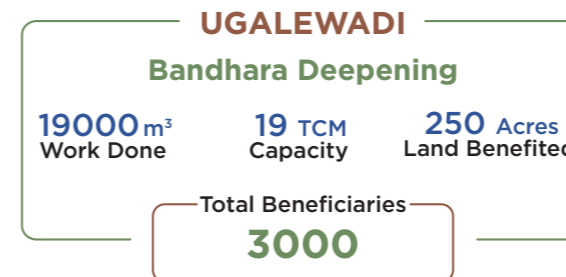 UGALEWADI
Bandhara Deepening
19000 m³ 19 TCM 250 Acres
Work Done Capacity Land Benefited
Total Beneficiaries
3000